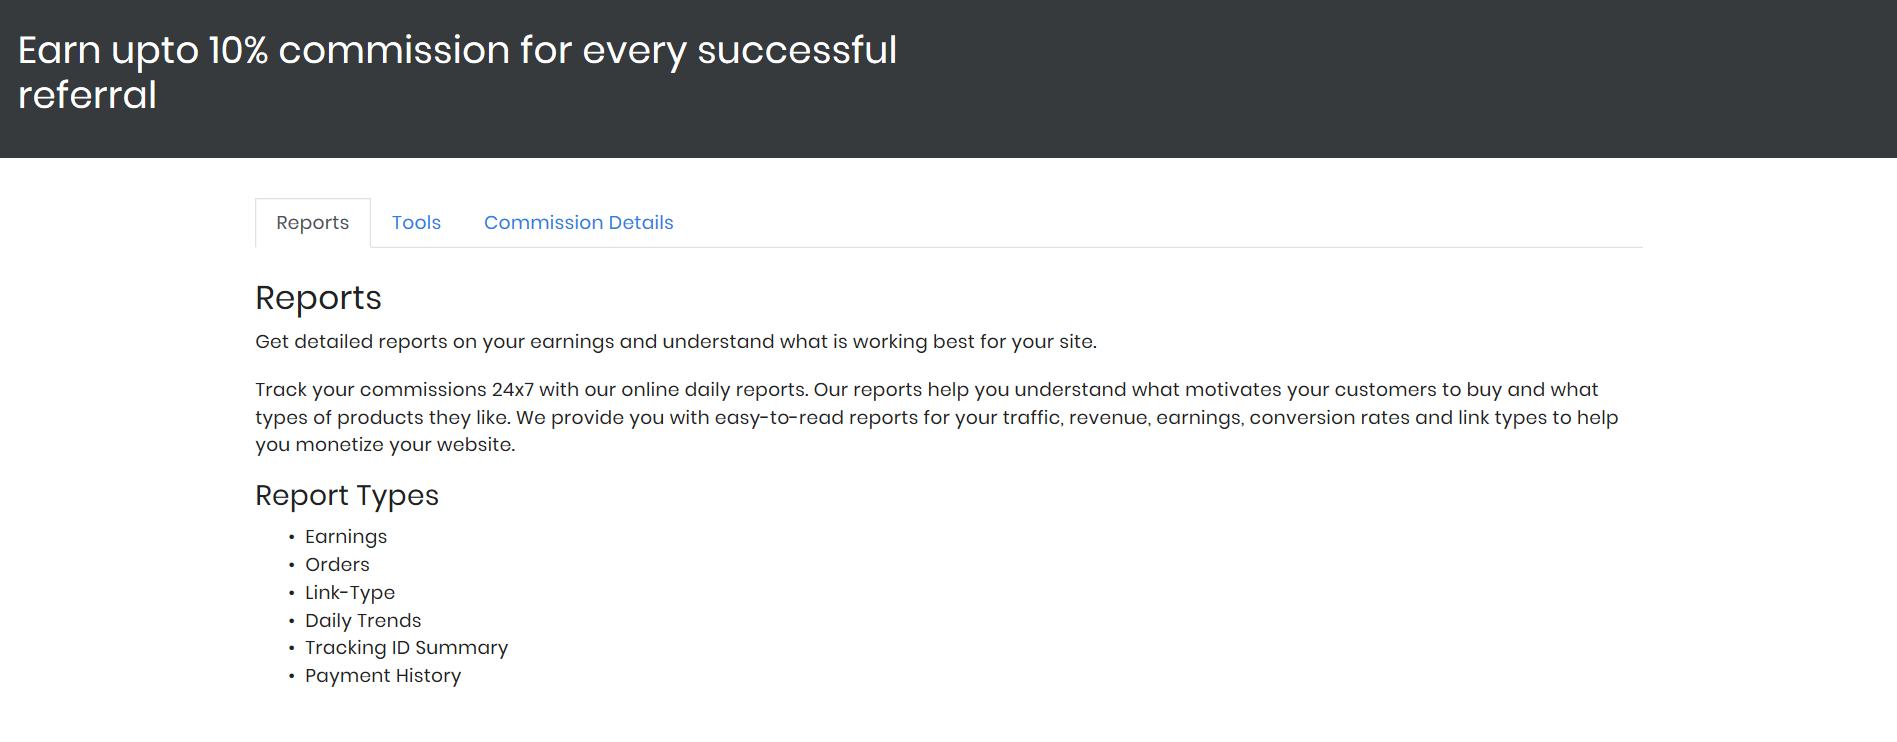 Earn upto 10% commission for every successful
referral
Reports
Tools
Commission Details
Reports
Get detailed reports on your earnings and understand what is working best for your site.
Track your commissions 24x7 with our online daily reports. Our reports help you understand what motivates your customers to buy and what
types of products they like. We provide you with easy-to-read reports for your traffic, revenue, earnings, conversion rates and link types to help
you monetize your website.
Report Types
• Earnings
• Orders
• Link-Type
• Daily Trends
• Tracking ID Summary
• Payment History